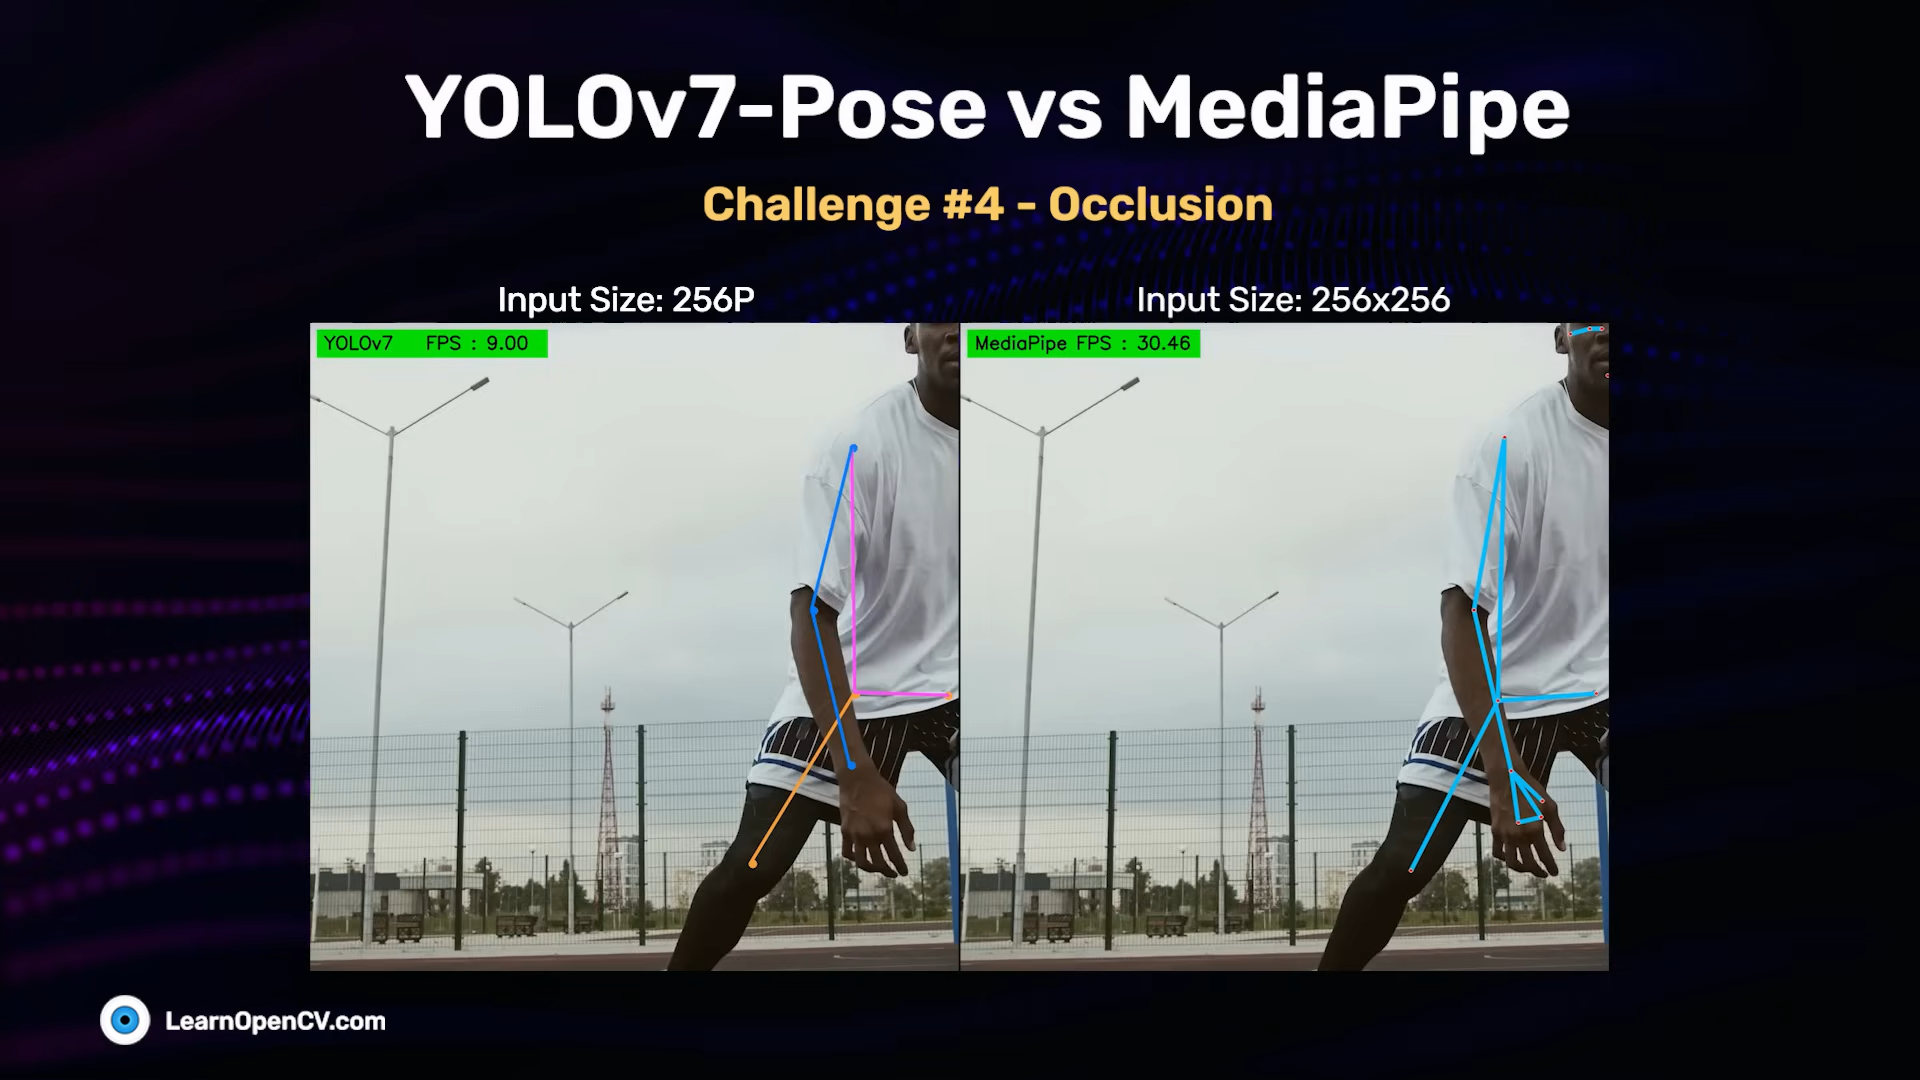 YOLOv7-Pose vs MediaPipe
Challenge #4 - Occlusion
Input Size: 256P
Input Size: 256x256
YOLOv7 FPS : 9.00
MediaPipe FPS : 30.46
LearnOpenCV.com